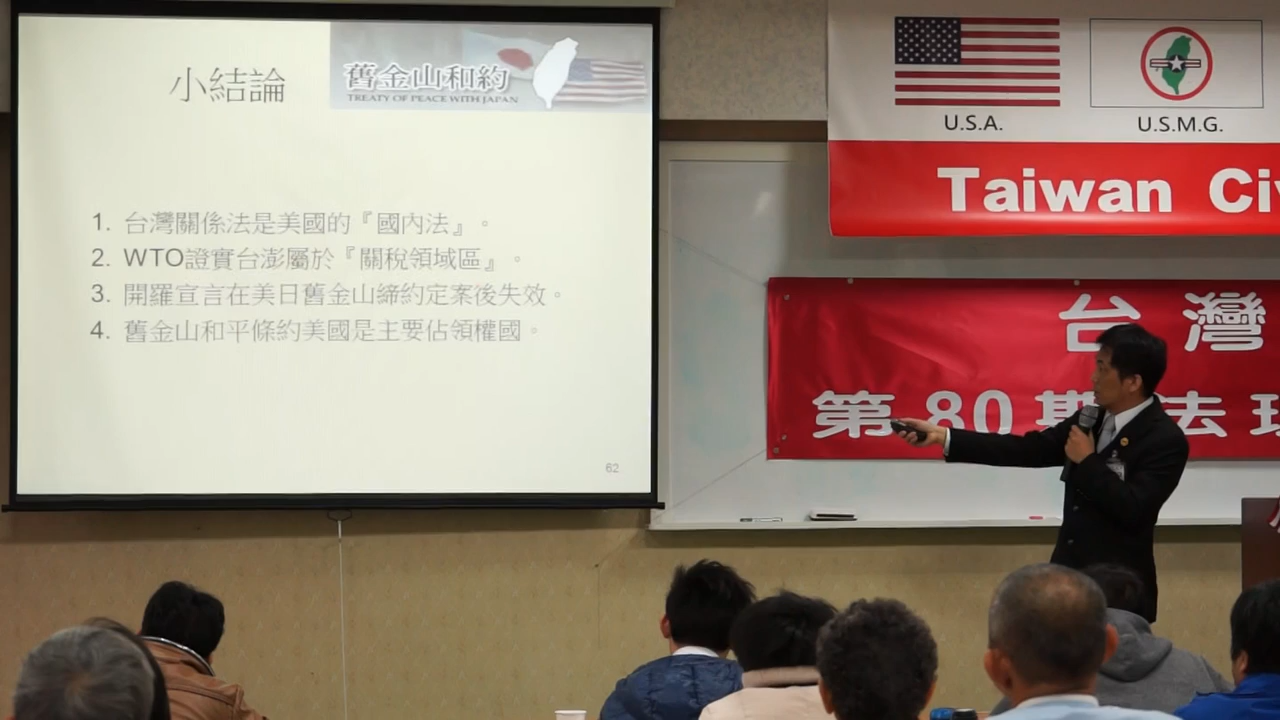 小結論
舊金山和約
TREATY OF PEACE WITH JAPAN
1. 台灣關係法是美國的『國內法』。
2. WTO證實台澎屬於『關稅領域區』。
3. 開羅宣言在美日舊金山締約定案後失效。
4. 舊金山和平條約美國是主要佔領權國。
62
U.S.A.
U.S.M.G.
Taiwan Ci
台灣
第80期法